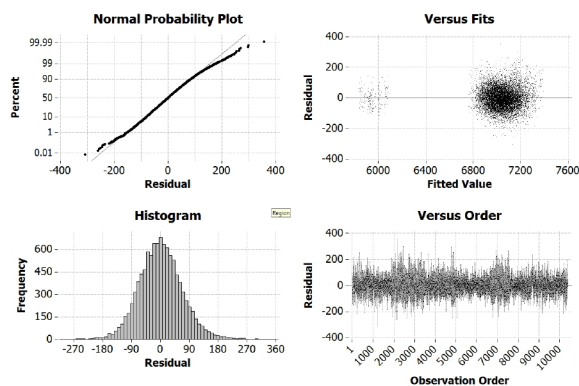 Normal Probability Plot
99.99
99
90
50
10
1
0.01
Percent
-400 -200 0 200 400
Residual
Versus Fits
400
200
0
-200
-400
Residual
6000 6400 6800 7200 7600
Fitted Value
Histogram
Region
600
450
300
150
0
Frequency
-270 -180 -90 0 90 180 270 360
Residual
Versus Order
400
200
0
-200
-400
Residual
1 1000 2000 3000 4000 5000 6000 7000 8000 9000 10000
Observation Order